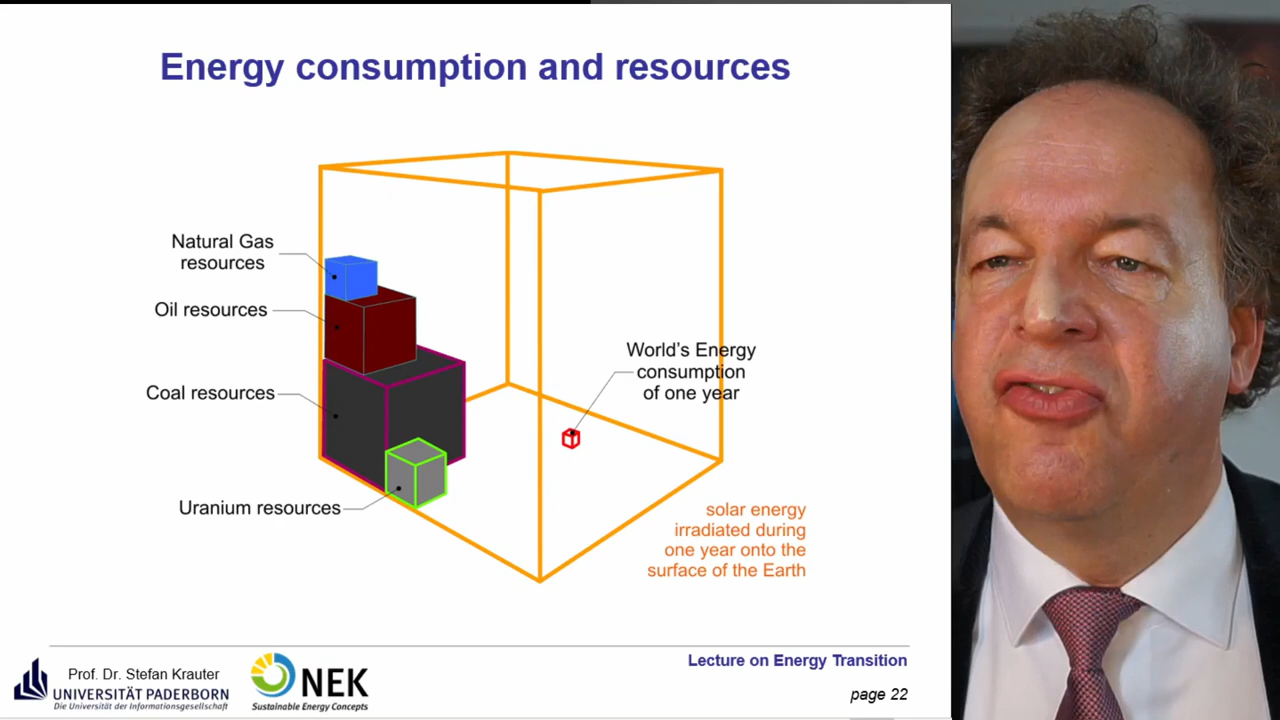 Energy consumption and resources
Natural Gas
resources
Oil resources
Coal resources
Uranium resources
World's Energy
consumption
of one year
solar energy
irradiated during
one year onto the
surface of the Earth
Prof. Dr. Stefan Krauter
UNIVERSITÄT PADERBORN
Die Universität der Informationsgesellschaft
NEK
Sustainable Energy Concepts
Lecture on Energy Transition
page 22